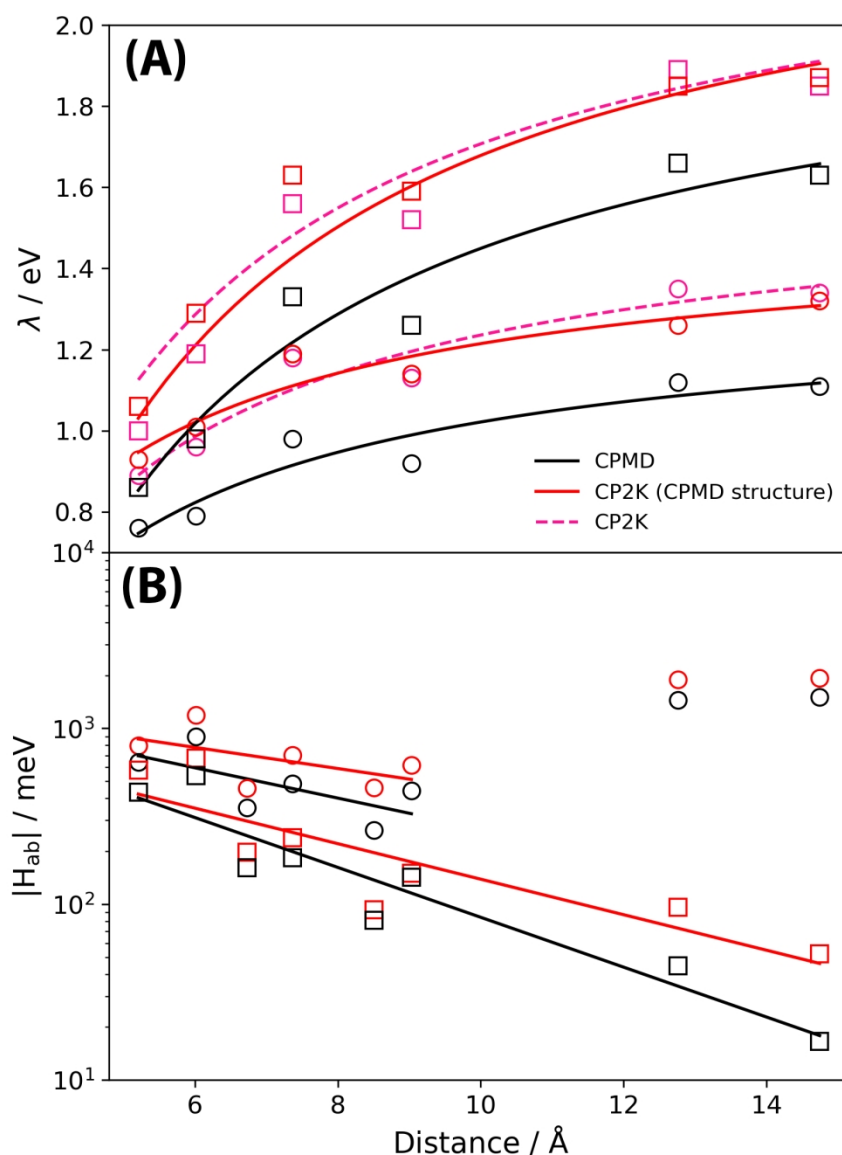 (A)
2.0
1.8
1.6
1.4
1.2
1.0
0.8
λ / eV
CPMD
CP2K (CPMD structure)
CP2K
(B)
10⁴
10³
10²
10¹
|H_ab| / meV
6
8
10
12
14
Distance / Å